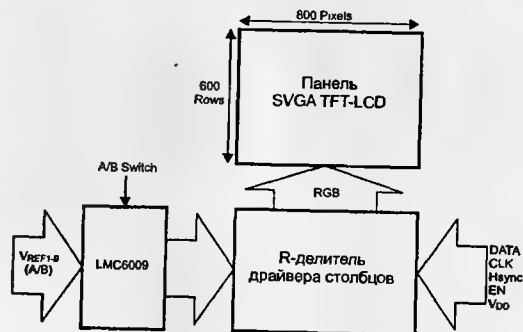 800 Pixels
600
Rows
Панель
SVGA TFT-LCD
A/B Switch
RGB
VREF1-9
(A/B)
LMC6009
R-делитель
драйвера столбцов
DATA
CLK
Hsync
EN
VDD